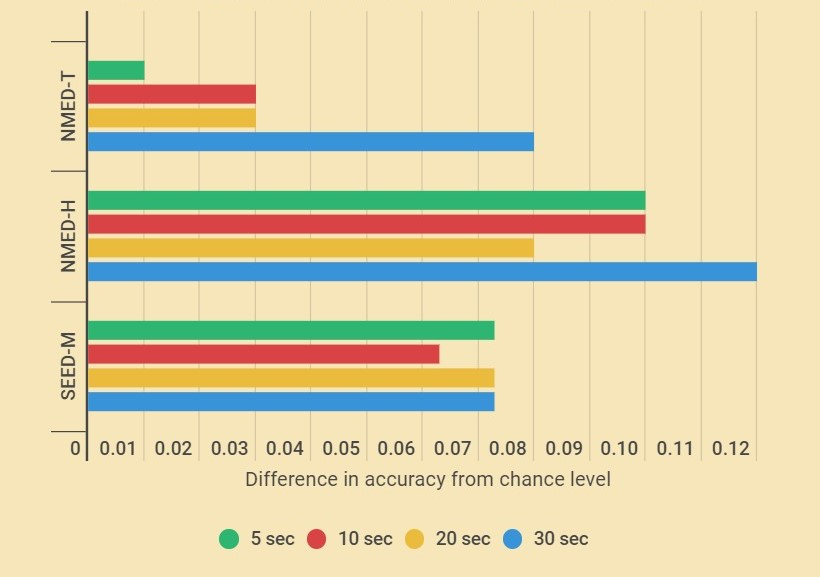 NMED-T
NMED-H
SEED-M
0 0.01 0.02 0.03 0.04 0.05 0.06 0.07 0.08 0.09 0.10 0.11 0.12
Difference in accuracy from chance level
5 sec 10 sec 20 sec 30 sec